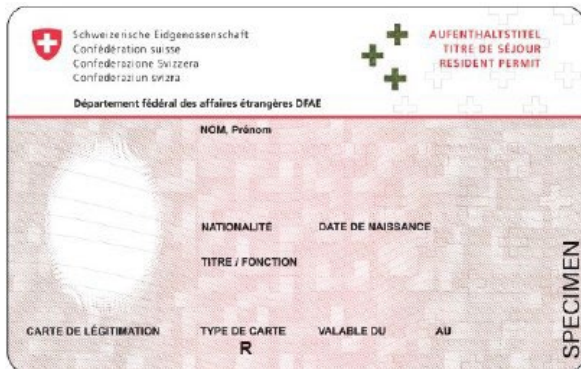 Schweizerische Eidgenossenschaft
Confédération suisse
Confederazione Svizzera
Confederaziun svizra
Département fédéral des affaires étrangères DFAE
AUFENTHALTSTITEL
TITRE DE SÉJOUR
RESIDENT PERMIT
NOM, Prénom
NATIONALITÉ DATE DE NAISSANCE
TITRE / FONCTION
CARTE DE LÉGITIMATION TYPE DE CARTE VALABLE DU AU
R
SPECIMEN